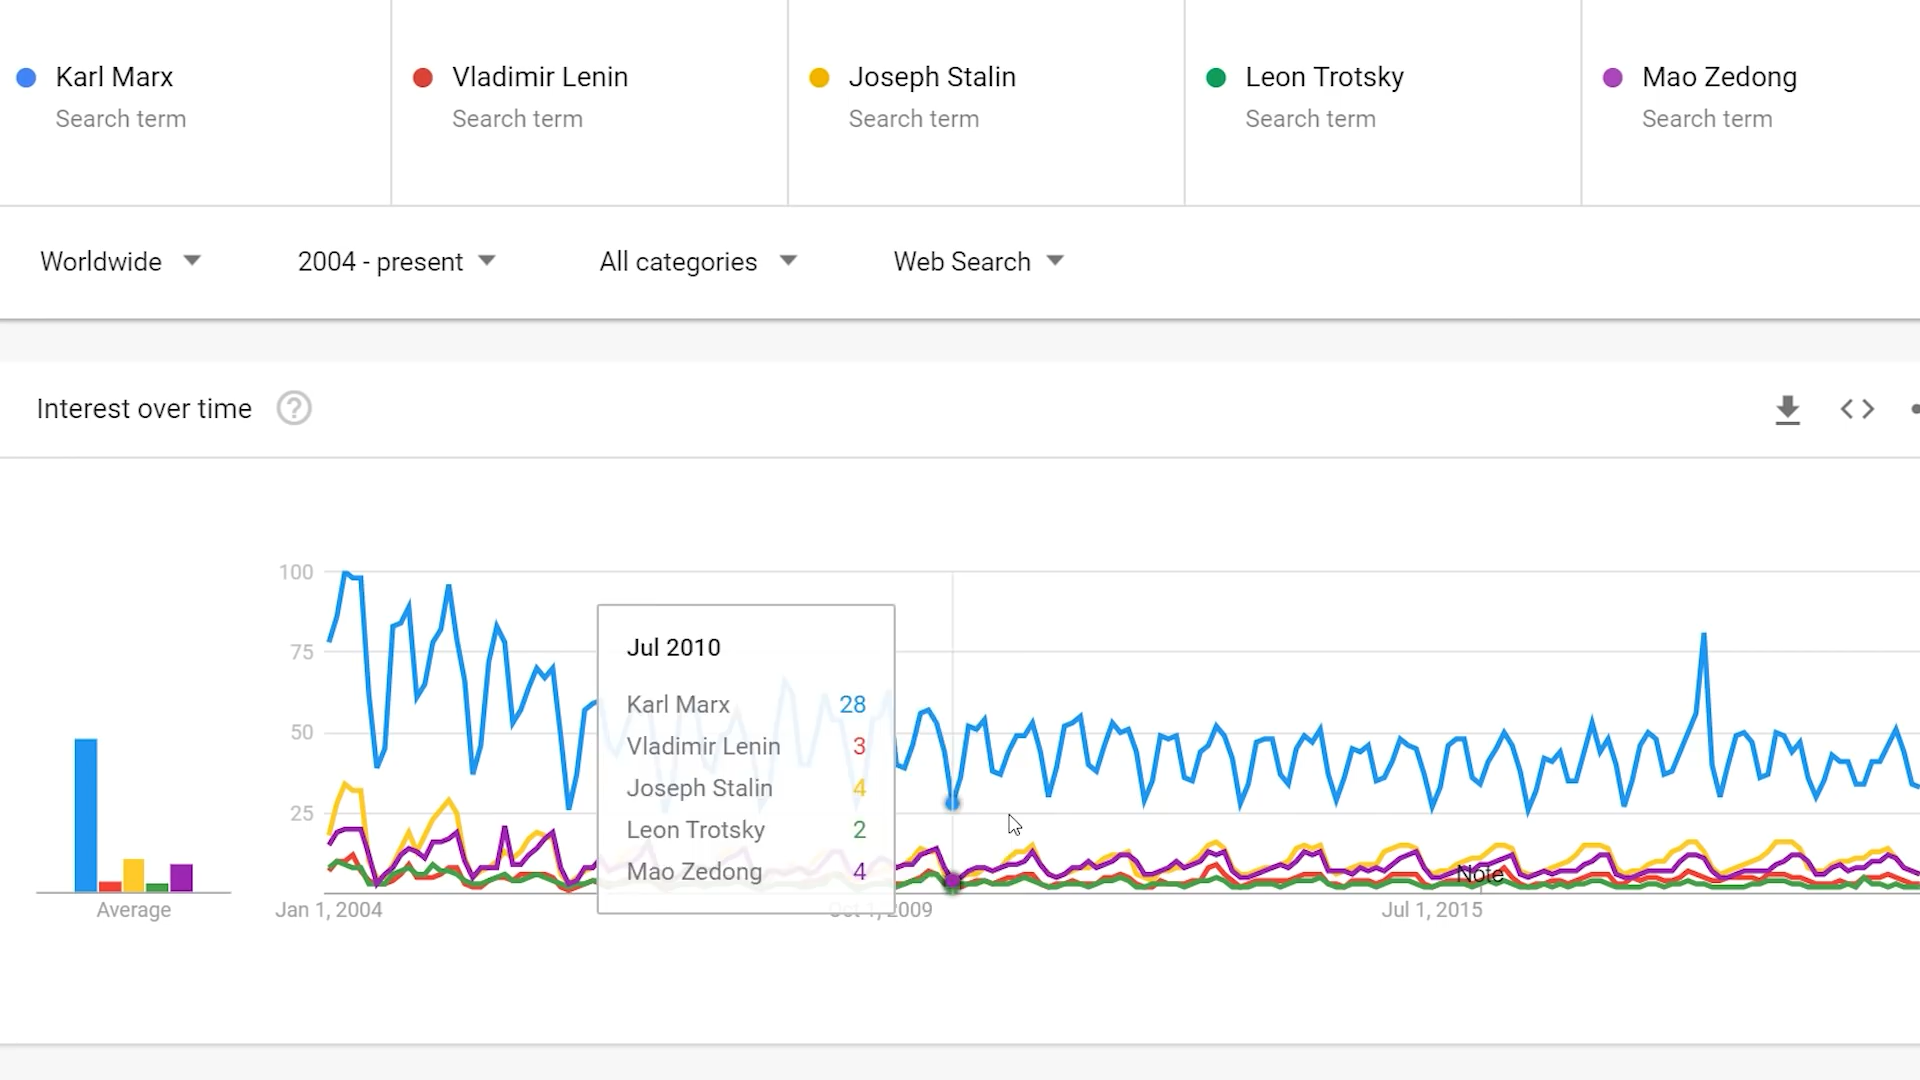 Karl Marx
Search term
Vladimir Lenin
Search term
Joseph Stalin
Search term
Leon Trotsky
Search term
Mao Zedong
Search term
Worldwide
2004 - present
All categories
Web Search
Interest over time
?
100
75
50
25
Jul 2010
Karl Marx 28
Vladimir Lenin 3
Joseph Stalin 4
Leon Trotsky 2
Mao Zedong 4
Note
Average
Jan 1, 2004
Oct 1, 2009
Jul 1, 2015